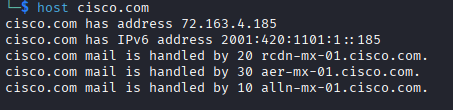 └─$ host cisco.com
cisco.com has address 72.163.4.185
cisco.com has IPv6 address 2001:420:1101:1::185
cisco.com mail is handled by 20 rcdn-mx-01.cisco.com.
cisco.com mail is handled by 30 aer-mx-01.cisco.com.
cisco.com mail is handled by 10 alln-mx-01.cisco.com.